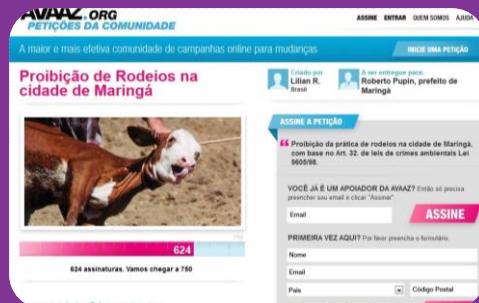 AVAAZ.ORG
PETIÇÕES DA COMUNIDADE
ASSINE ENTRAR QUEM SOMOS AJUDA
A maior e mais efetiva comunidade de campanhas online para mudanças
INICIE UMA PETIÇÃO
Proibição de Rodeios na
cidade de Maringá
624
624 assinaturas. Vamos chegar a 750
Criado por
Lilian R.
Brasil
A ser entregue para:
Roberto Pupin, prefeito de
Maringá
ASSINE A PETIÇÃO
Proibição da prática de rodeios na cidade de Maringá,
com base no Art. 32. de leis de crimes ambientais Lei
9605/98.
VOCÊ JÁ É UM APOIADOR DA AVAAZ? Então só precisa
preencher seu email e clicar "Assinar".
Email
ASSINE
PRIMEIRA VEZ AQUI? Por favor preencha o formulário.
Nome
Email
País
Código Postal